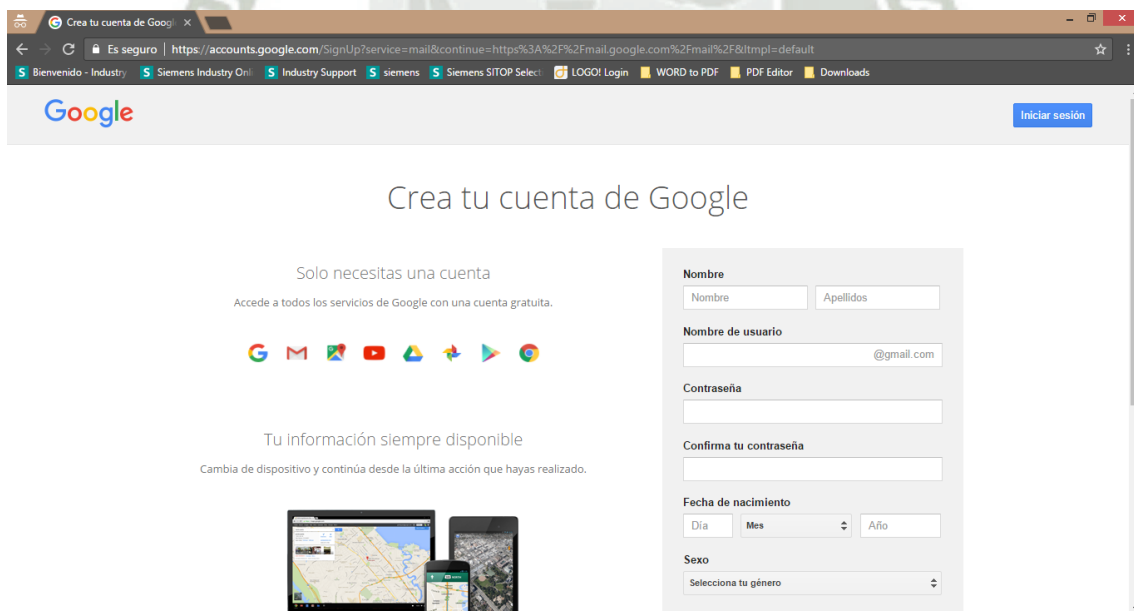 Crea tu cuenta de Googl
Es seguro | https://accounts.google.com/SignUp?service=mail&continue=https%3A%2F%2Fmail.google.com%2Fmail%2F&ltmpl=default
Bienvenido - Industry Siemens Industry Onli Industry Support siemens Siemens SITOP Select LOGO! Login WORD to PDF PDF Editor Downloads
Google
Iniciar sesión
Crea tu cuenta de Google
Solo necesitas una cuenta
Accede a todos los servicios de Google con una cuenta gratuita.
Tu información siempre disponible
Cambia de dispositivo y continúa desde la última acción que hayas realizado.
Nombre
Nombre Apellidos
Nombre de usuario
@gmail.com
Contraseña
Confirma tu contraseña
Fecha de nacimiento
Día Mes Año
Sexo
Selecciona tu género